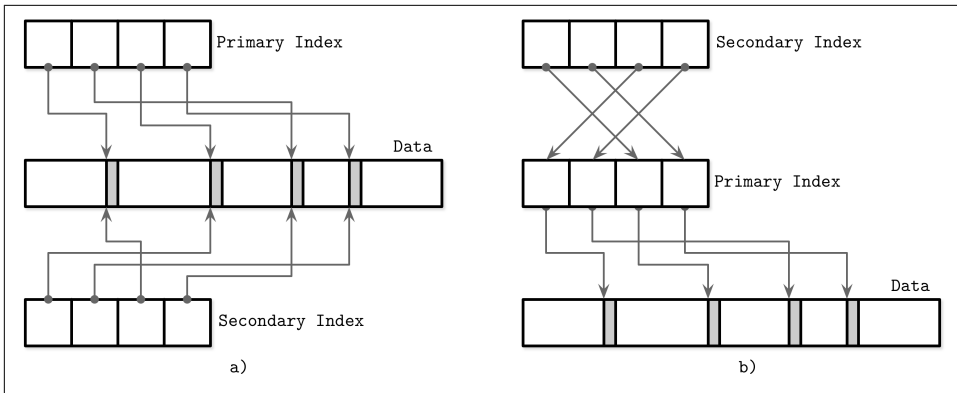 Primary Index
Data
Secondary Index
a)
Secondary Index
Primary Index
Data
b)